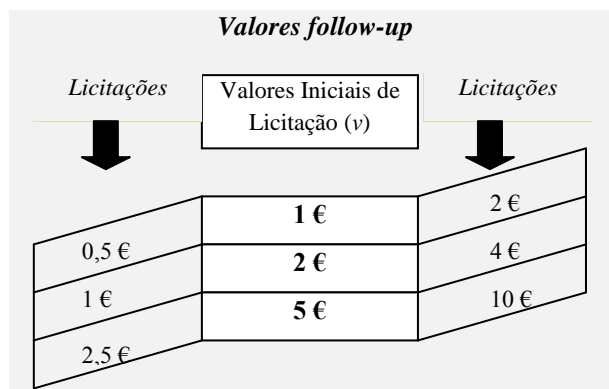 Valores follow-up
Licitações
Valores Iniciais de
Licitação (v)
Licitações
1 €
2 €
0,5 €
2 €
4 €
1 €
5 €
10 €
2,5 €